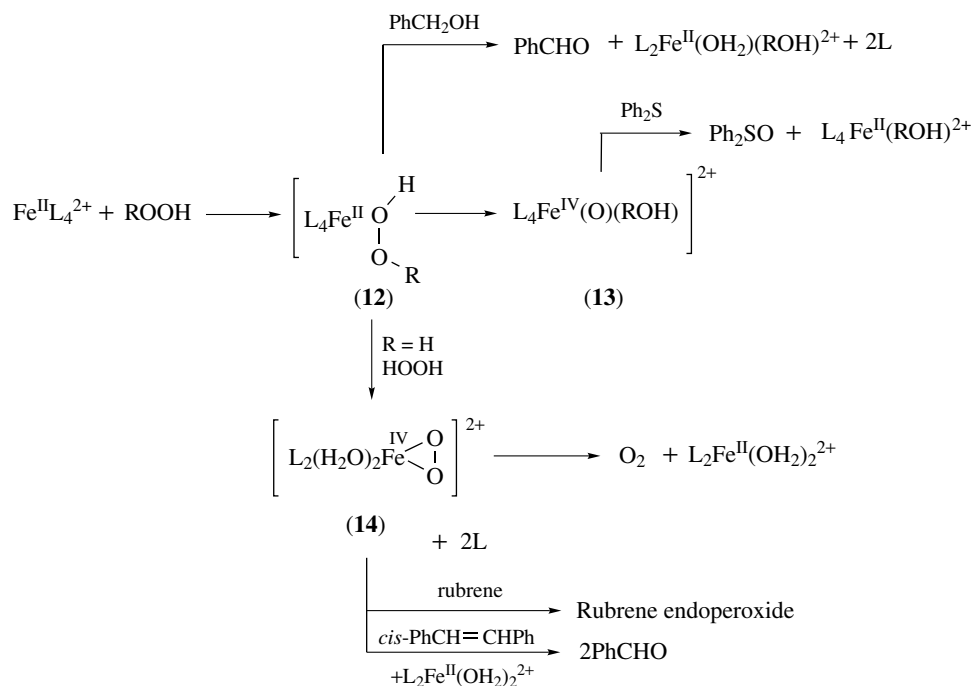 PhCH₂OH
PhCHO + L₂Feᴵᴵ(OH₂)(ROH)²⁺ + 2L
Ph₂S
Ph₂SO + L₄Feᴵᴵ(ROH)²⁺
FeᴵᴵL₄²⁺ + ROOH
[ L₄Feᴵᴵ O H
O
R
L₄Feᴵⱽ(O)(ROH) ]²⁺
(12) (13)
R = H
HOOH
[ L₂(H₂O)₂Feᴵⱽ O O ]²⁺
O₂ + L₂Feᴵᴵ(OH₂)₂²⁺
(14)
+ 2L
rubrene
Rubrene endoperoxide
cis-PhCH=CHPh
2PhCHO
+L₂Feᴵᴵ(OH₂)₂²⁺